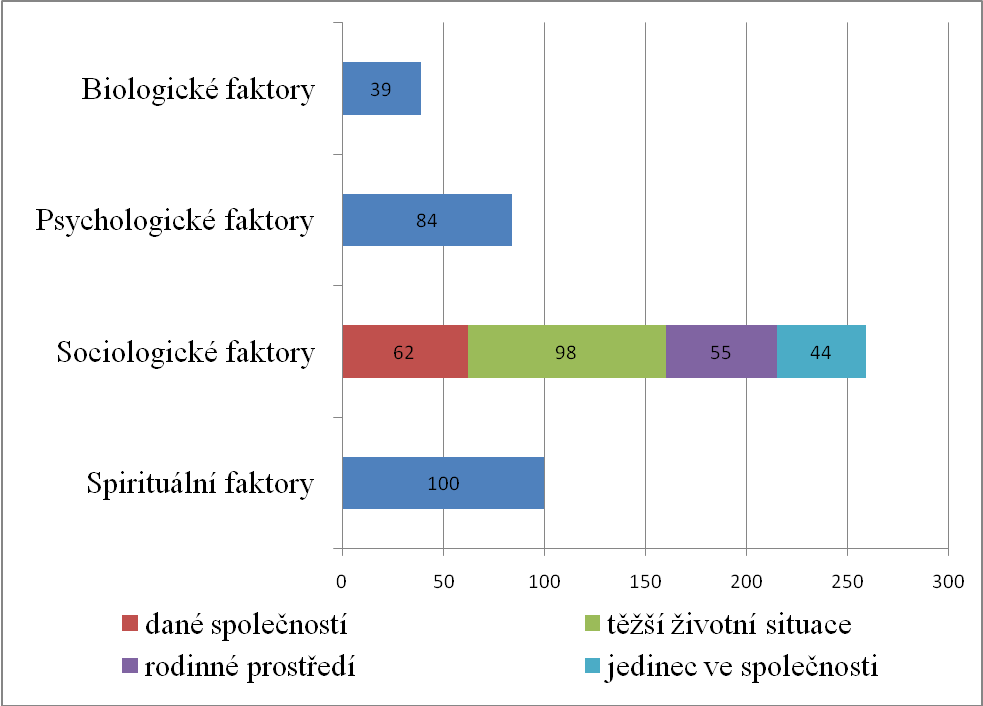 Biologické faktory
39
Psychologické faktory
84
Sociologické faktory
62 98 55 44
Spirituální faktory
100
0 50 100 150 200 250 300
dané společností
těžší životní situace
rodinné prostředí
jedinec ve společnosti